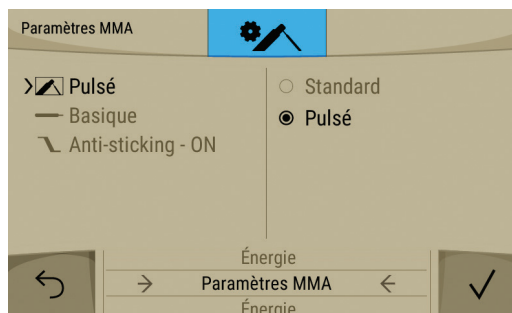 Paramètres MMA
Pulsé
Basique
Anti-sticking - ON
Standard
Pulsé
Énergie
Paramètres MMA
Énergie